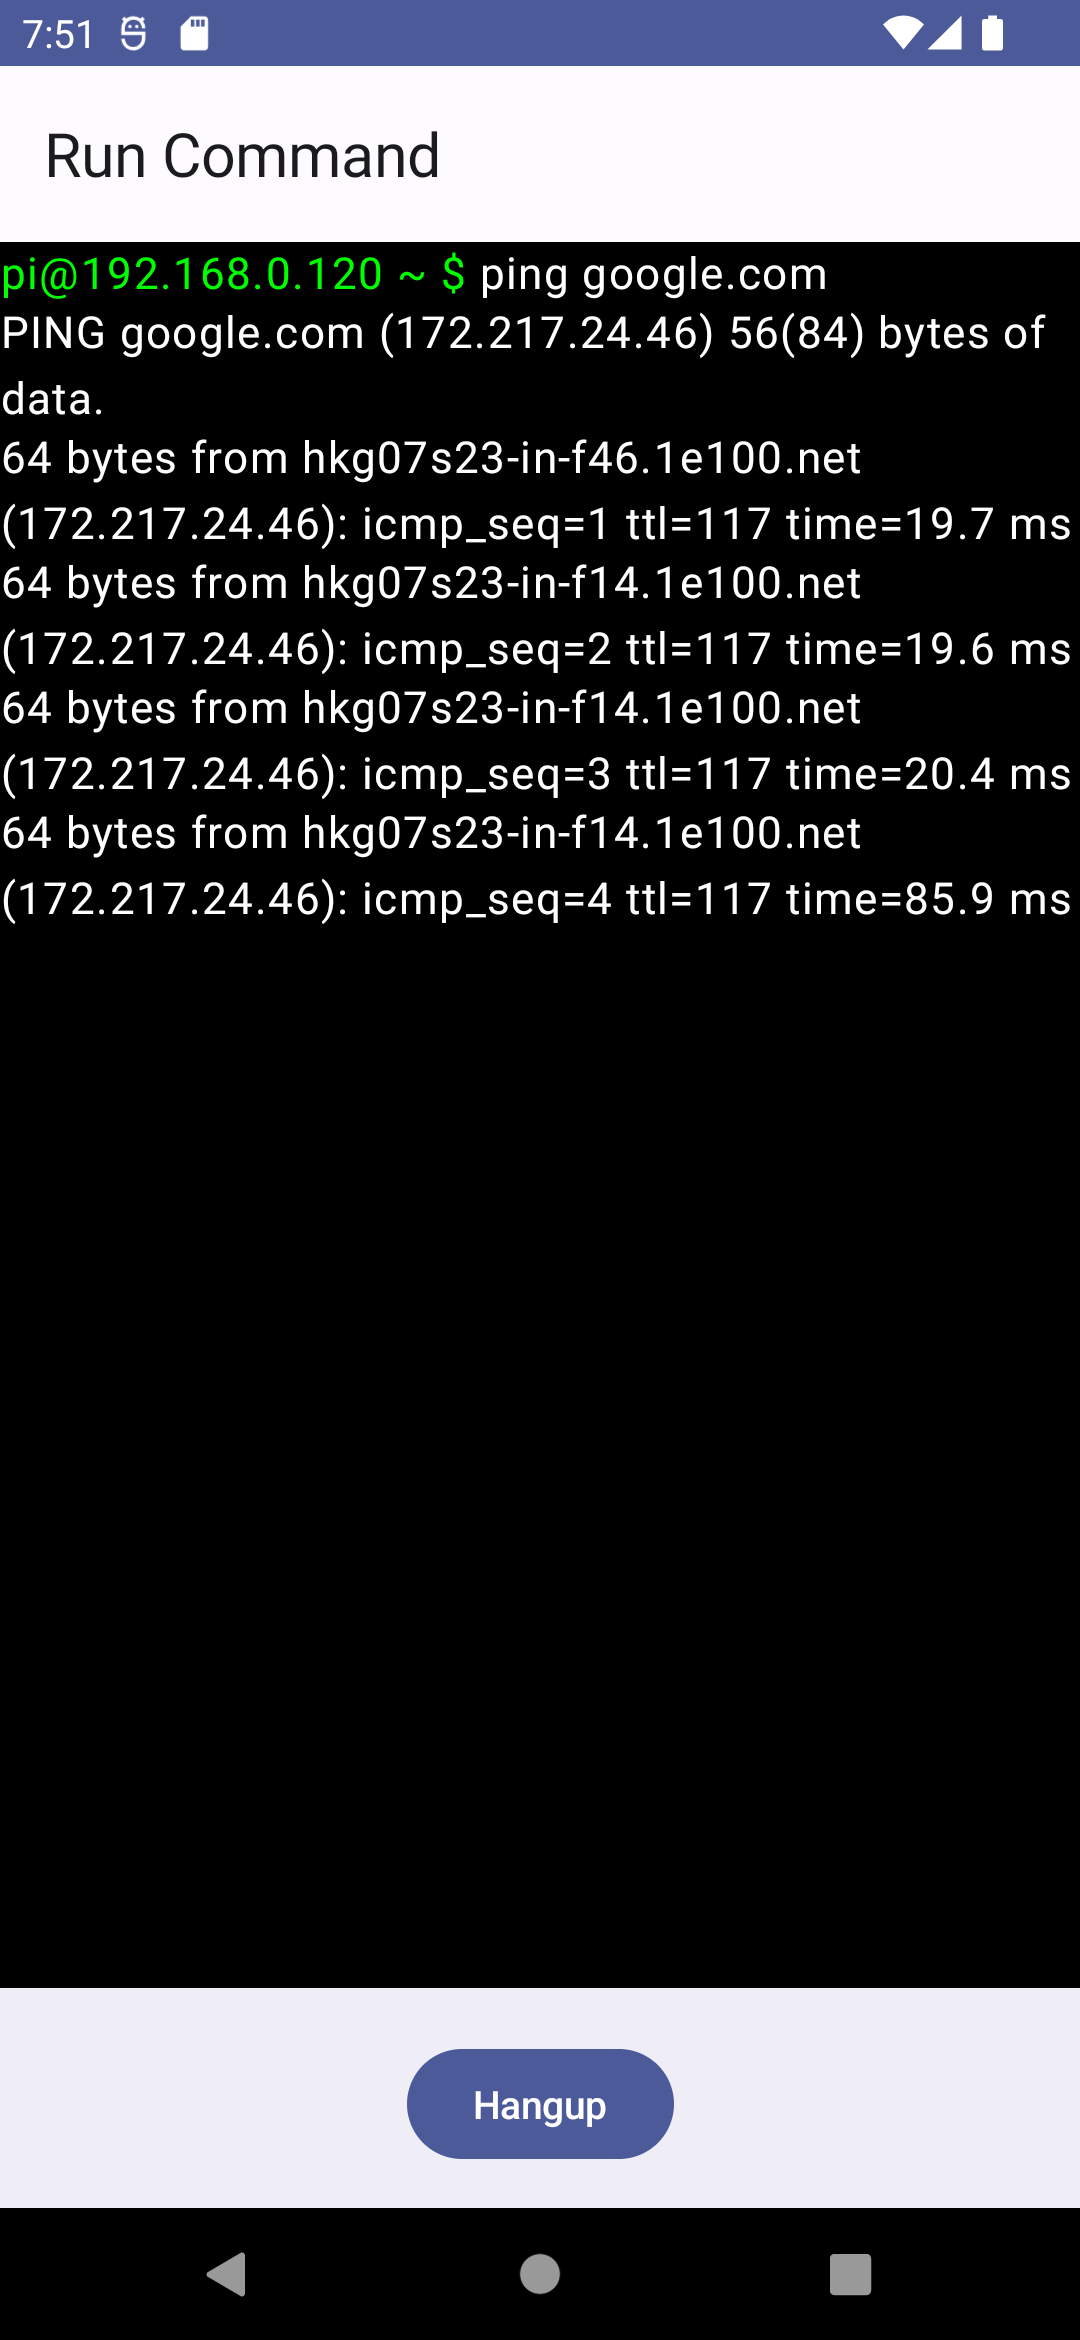 7:51
Run Command
pi@192.168.0.120 ~ $ ping google.com
PING google.com (172.217.24.46) 56(84) bytes of
data.
64 bytes from hkg07s23-in-f46.1e100.net
(172.217.24.46): icmp_seq=1 ttl=117 time=19.7 ms
64 bytes from hkg07s23-in-f14.1e100.net
(172.217.24.46): icmp_seq=2 ttl=117 time=19.6 ms
64 bytes from hkg07s23-in-f14.1e100.net
(172.217.24.46): icmp_seq=3 ttl=117 time=20.4 ms
64 bytes from hkg07s23-in-f14.1e100.net
(172.217.24.46): icmp_seq=4 ttl=117 time=85.9 ms
Hangup